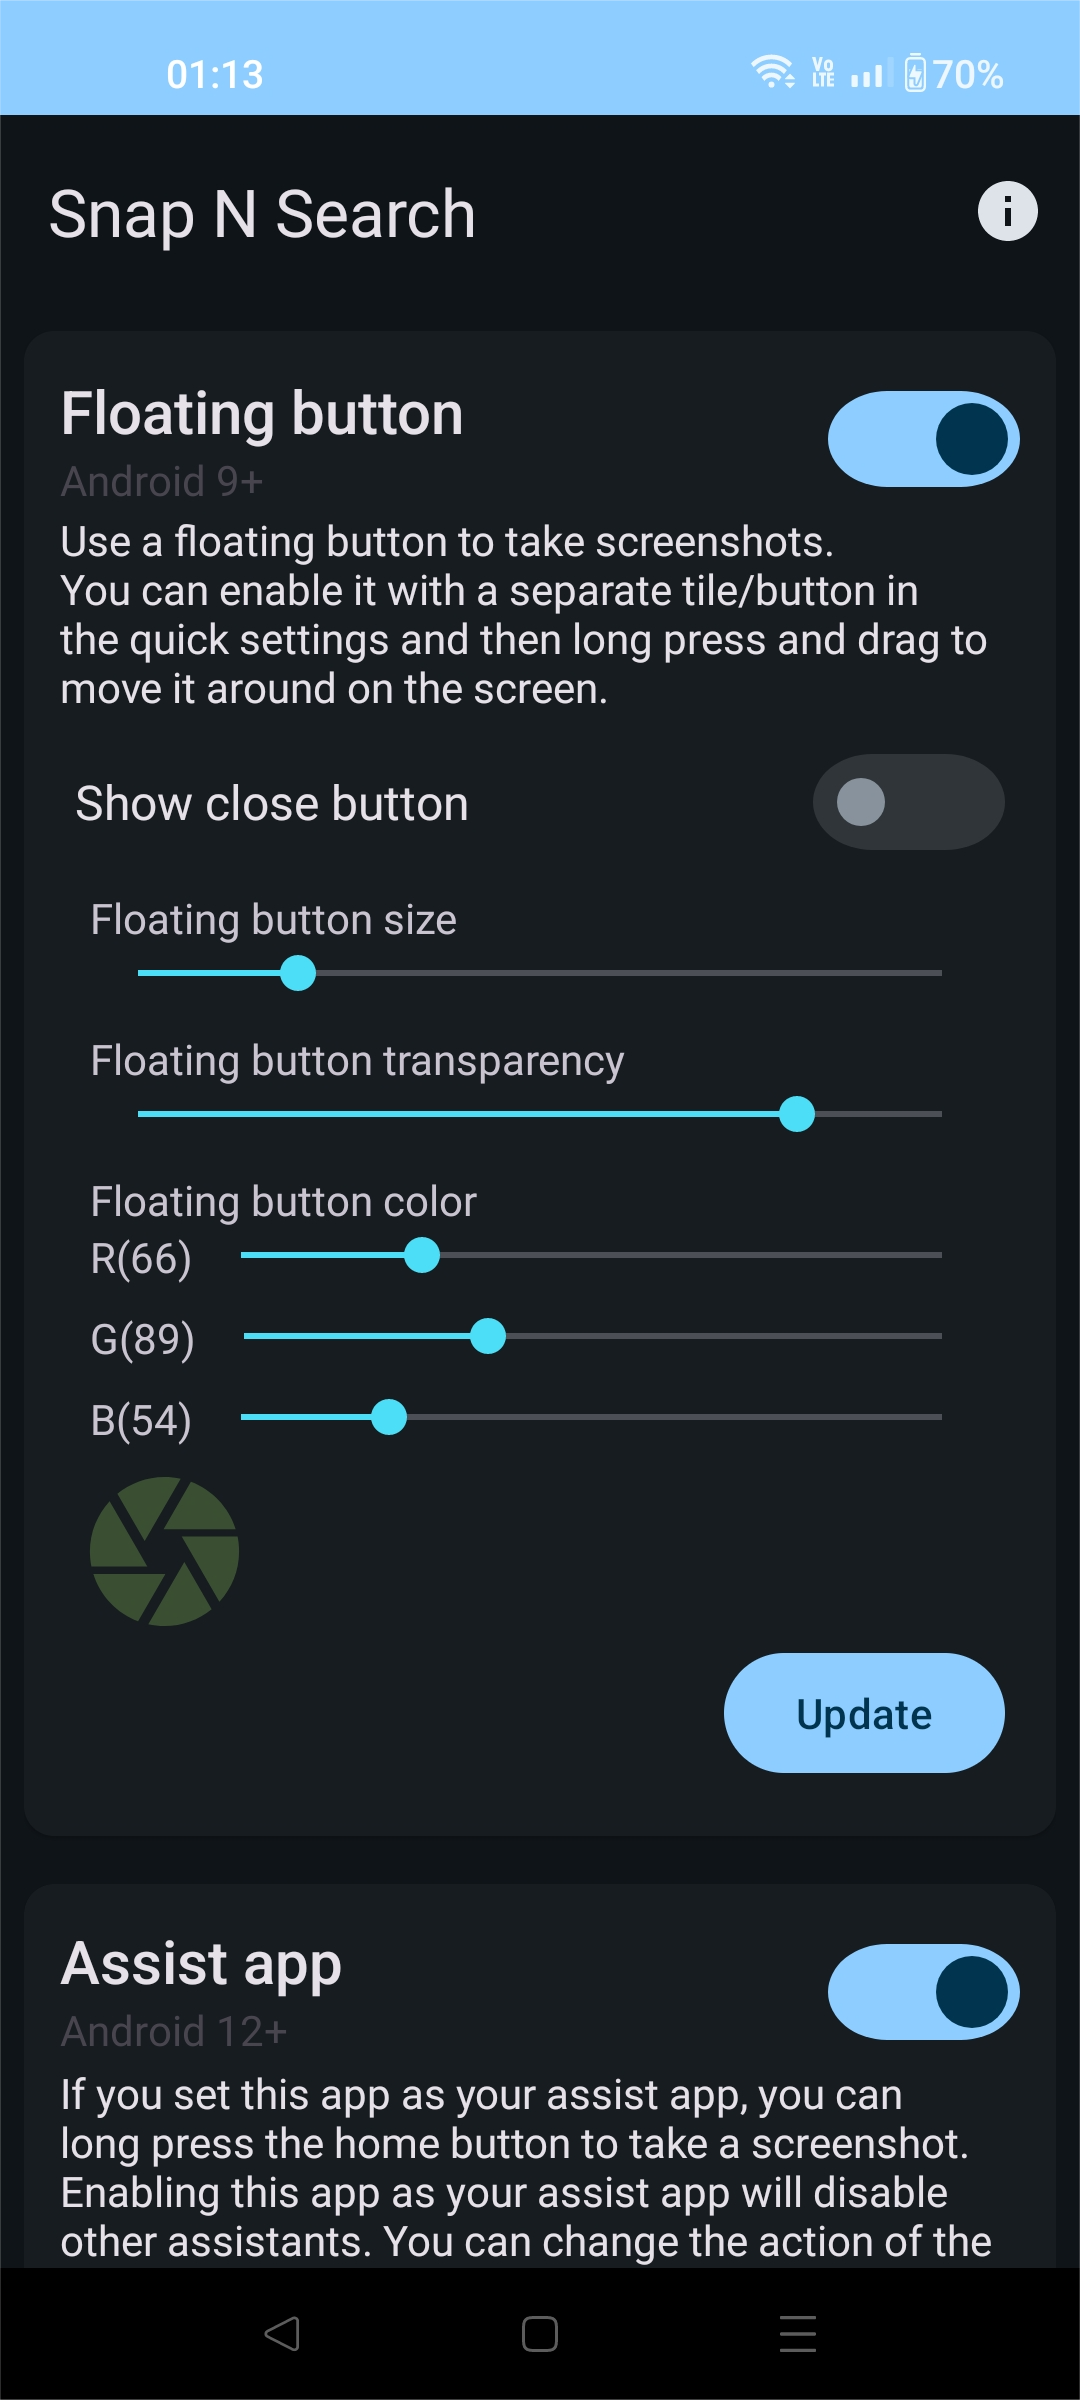 01:13
Vo LTE 70%
Snap N Search
Floating button
Android 9+
Use a floating button to take screenshots.
You can enable it with a separate tile/button in
the quick settings and then long press and drag to
move it around on the screen.
Show close button
Floating button size
Floating button transparency
Floating button color
R(66)
G(89)
B(54)
Update
Assist app
Android 12+
If you set this app as your assist app, you can
long press the home button to take a screenshot.
Enabling this app as your assist app will disable
other assistants. You can change the action of the